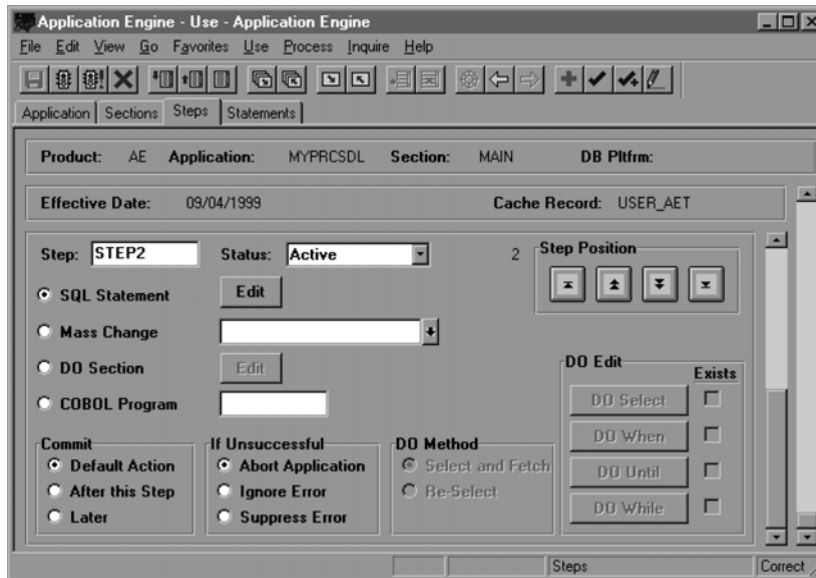 Application Engine - Use - Application Engine
File Edit View Go Favorites Use Process Inquire Help
Application Sections Steps Statements
Product: AE Application: MYPRCSDL Section: MAIN DB Pltfrm:
Effective Date: 09/04/1999 Cache Record: USER_AET
Step: STEP2 Status: Active 2 Step Position
SQL Statement Edit
Mass Change
DO Section Edit
COBOL Program
DO Edit Exists
DO Select
DO When
DO Until
DO While
Commit
Default Action
After this Step
Later
If Unsuccessful
Abort Application
Ignore Error
Suppress Error
DO Method
Select and Fetch
Re-Select
Steps Correct